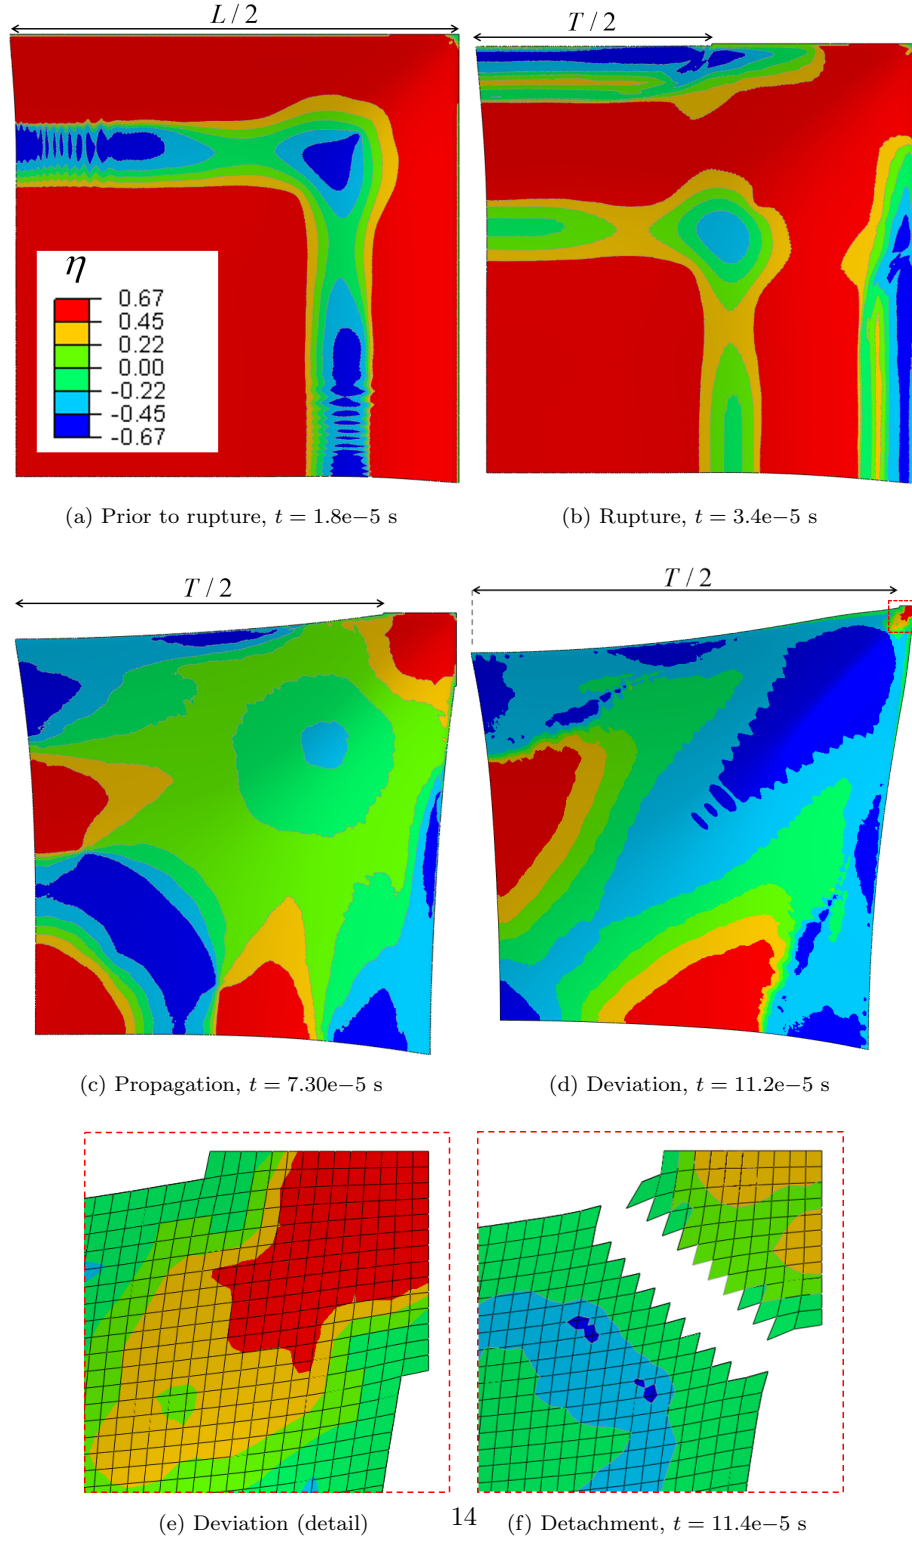 L / 2
T / 2
η
0.67
0.45
0.22
0.00
-0.22
-0.45
-0.67
(a) Prior to rupture, t = 1.8e−5 s
(b) Rupture, t = 3.4e−5 s
T / 2
T / 2
(c) Propagation, t = 7.30e−5 s
(d) Deviation, t = 11.2e−5 s
(e) Deviation (detail)
14
(f) Detachment, t = 11.4e−5 s